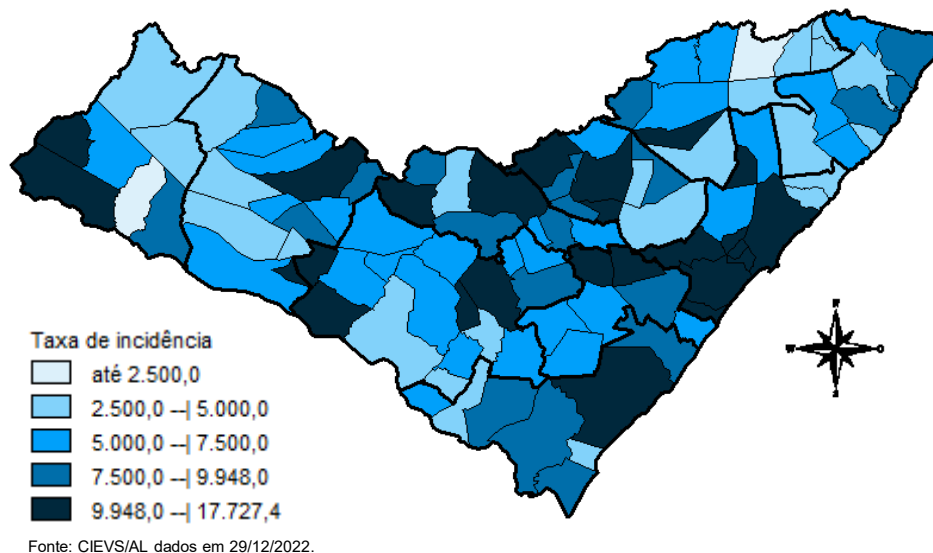 Taxa de incidência
até 2.500,0
2.500,0 --| 5.000,0
5.000,0 --| 7.500,0
7.500,0 --| 9.948,0
9.948,0 --| 17.727,4
Fonte: CIEVS/AL dados em 29/12/2022.
N
W
O
S